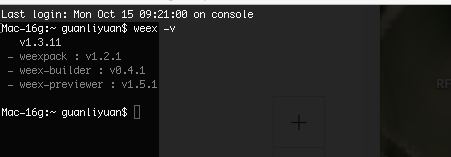 Last login: Mon Oct 15 09:21:00 on console
Mac-16g:~ guanliyuan$ weex -v
v1.3.11
- weexpack : v1.2.1
- weex-builder : v0.4.1
- weex-previewer : v1.5.1
Mac-16g:~ guanliyuan$